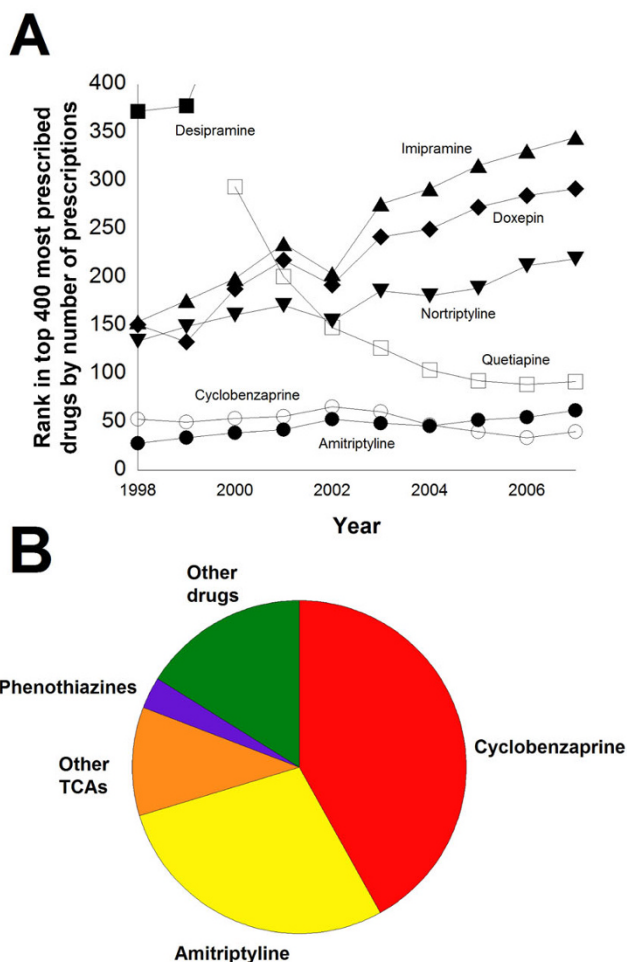 A
Rank in top 400 most prescribed
drugs by number of prescriptions
400
350
300
250
200
150
100
50
0
Desipramine
Imipramine
Doxepin
Nortriptyline
Quetiapine
Cyclobenzaprine
Amitriptyline
1998
2000
2002
2004
2006
Year
B
Other
drugs
Phenothiazines
Cyclobenzaprine
Other
TCAs
Amitriptyline